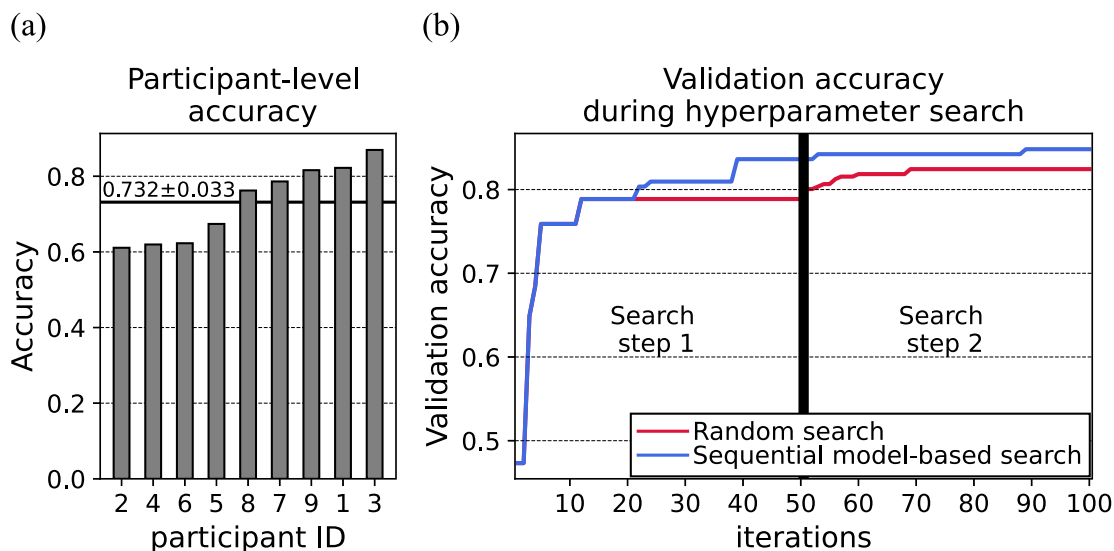 (a)
Participant-level
accuracy
Accuracy
0.8
0.6
0.4
0.2
0.0
0.732±0.033
2 4 6 5 8 7 9 1 3
participant ID
(b)
Validation accuracy
during hyperparameter search
Validation accuracy
0.8
0.7
0.6
0.5
Search
step 1
Search
step 2
Random search
Sequential model-based search
10 20 30 40 50 60 70 80 90 100
iterations